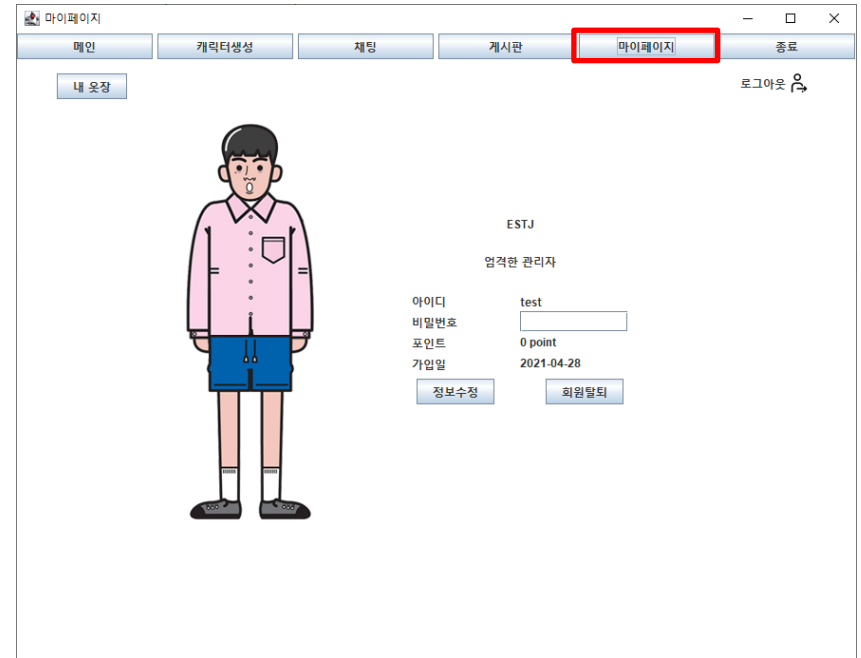 마이페이지
메인 캐릭터생성 채팅 게시판 마이페이지 종료
내 옷장 로그아웃
ESTJ
엄격한 관리자
아이디 test
비밀번호
포인트 0 point
가입일 2021-04-28
정보수정 회원탈퇴